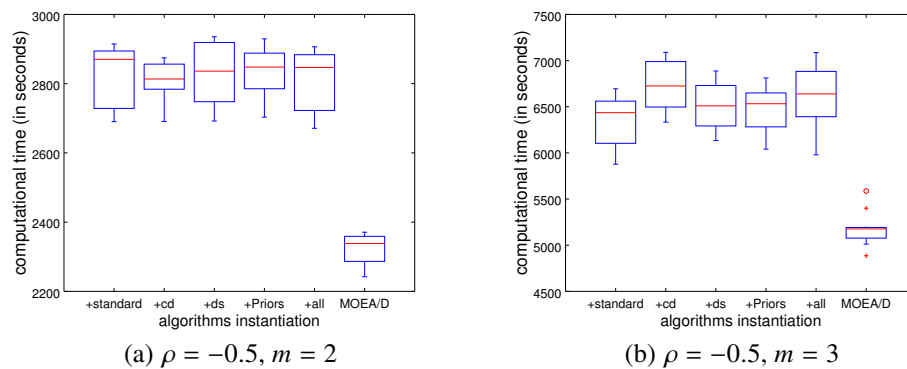 3000
2800
2600
2400
2200
computational time (in seconds)
+standard +cd +ds +Priors +all MOEA/D
algorithms instantiation
(a) ρ = −0.5, m = 2
7500
7000
6500
6000
5500
5000
4500
computational time (in seconds)
+standard +cd +ds +Priors +all MOEA/D
algorithms instantiation
(b) ρ = −0.5, m = 3